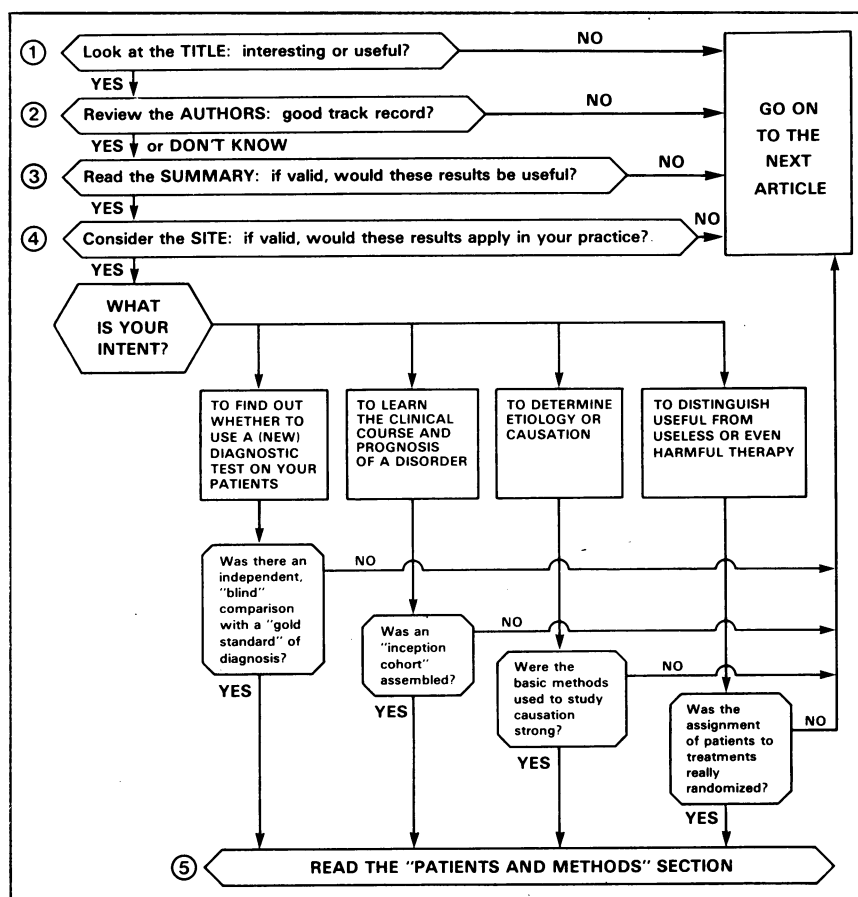 ① Look at the TITLE: interesting or useful?
NO
YES
② Review the AUTHORS: good track record?
NO
YES or DON'T KNOW
③ Read the SUMMARY: if valid, would these results be useful?
NO
YES
④ Consider the SITE: if valid, would these results apply in your practice?
NO
YES
GO ON
TO THE
NEXT
ARTICLE
WHAT
IS YOUR
INTENT?
TO FIND OUT
WHETHER TO
USE A (NEW)
DIAGNOSTIC
TEST ON YOUR
PATIENTS
TO LEARN
THE CLINICAL
COURSE AND
PROGNOSIS
OF A DISORDER
TO DETERMINE
ETIOLOGY OR
CAUSATION
TO DISTINGUISH
USEFUL FROM
USELESS OR EVEN
HARMFUL THERAPY
Was there an
independent,
"blind"
comparison
with a "gold
standard" of
diagnosis?
NO
YES
Was an
"inception
cohort"
assembled?
NO
YES
Were the
basic methods
used to study
causation
strong?
NO
YES
Was the
assignment
of patients to
treatments
really
randomized?
NO
YES
⑤ READ THE "PATIENTS AND METHODS" SECTION